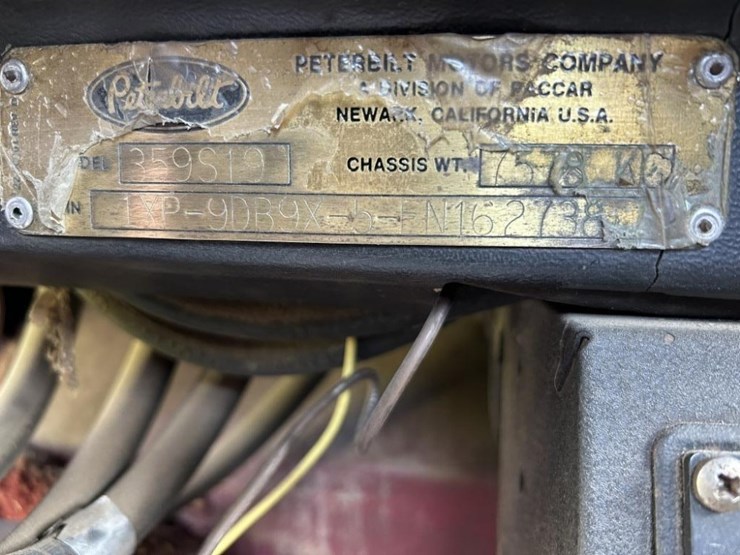 Peterbilt
PETERBILT MOTORS COMPANY
A DIVISION OF PACCAR
NEWARK, CALIFORNIA U.S.A.
DEL 359S19 CHASSIS WT. 7578 KG
IN 1XP-9DB9X-5-FN162738